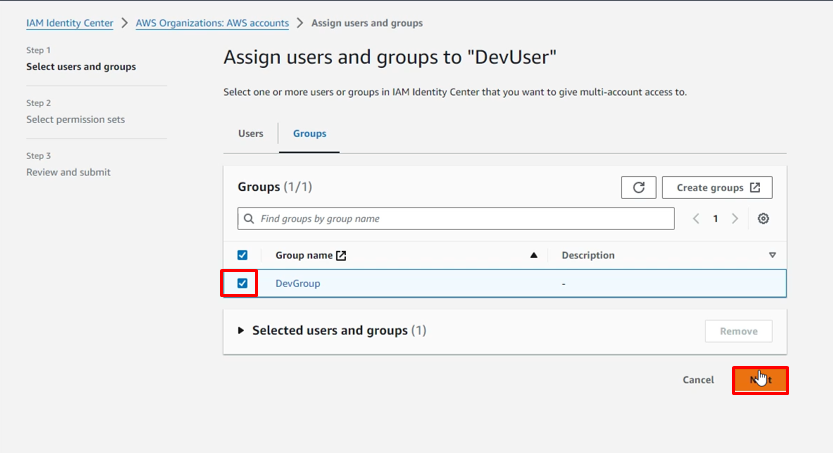 IAM Identity Center > AWS Organizations: AWS accounts > Assign users and groups
Step 1
Select users and groups
Step 2
Select permission sets
Step 3
Review and submit
Assign users and groups to "DevUser"
Select one or more users or groups in IAM Identity Center that you want to give multi-account access to.
Users Groups
Groups (1/1)
Create groups
Find groups by group name
1
Group name Description
DevGroup -
Selected users and groups (1)
Remove
Cancel